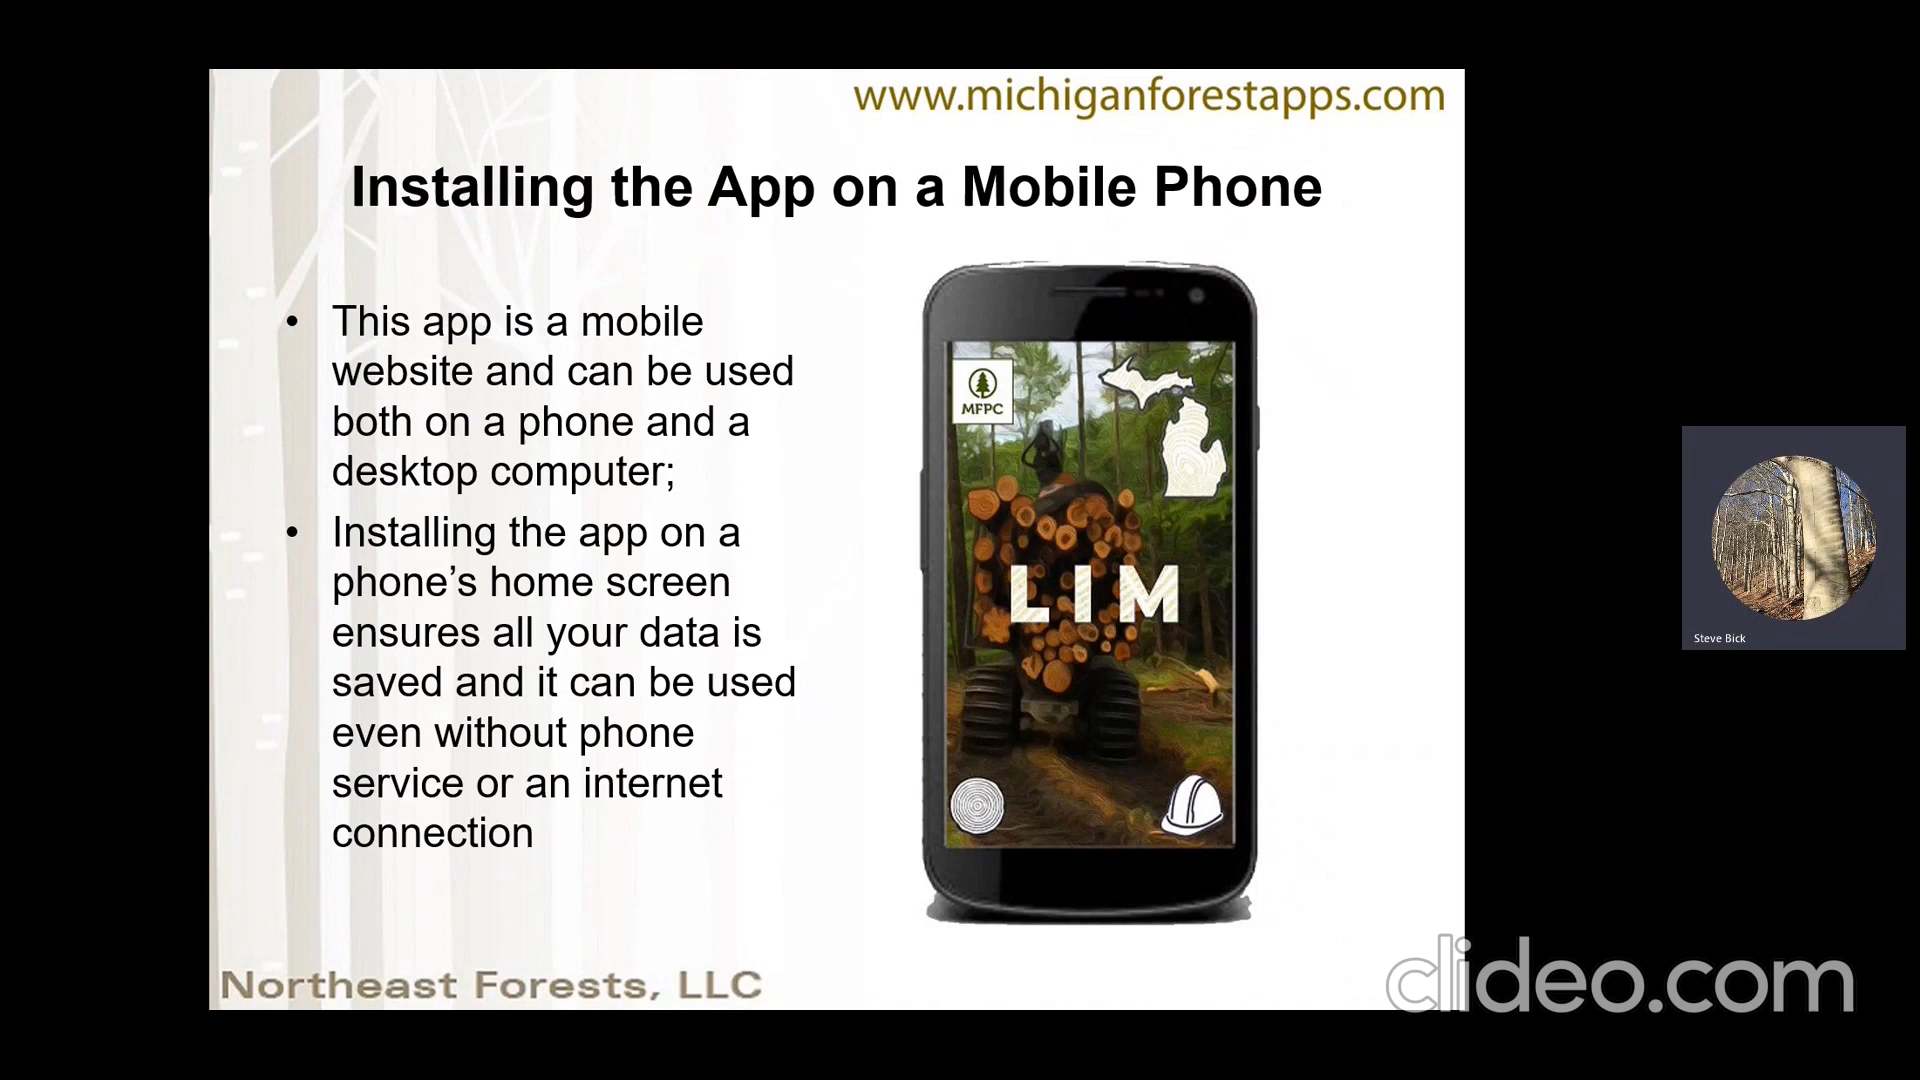 www.michiganforestapps.com
Installing the App on a Mobile Phone
• This app is a mobile
website and can be used
both on a phone and a
desktop computer;
• Installing the app on a
phone’s home screen
ensures all your data is
saved and it can be used
even without phone
service or an internet
connection
MFPC
LIM
Steve Bick
Northeast Forests, LLC
clideo.com